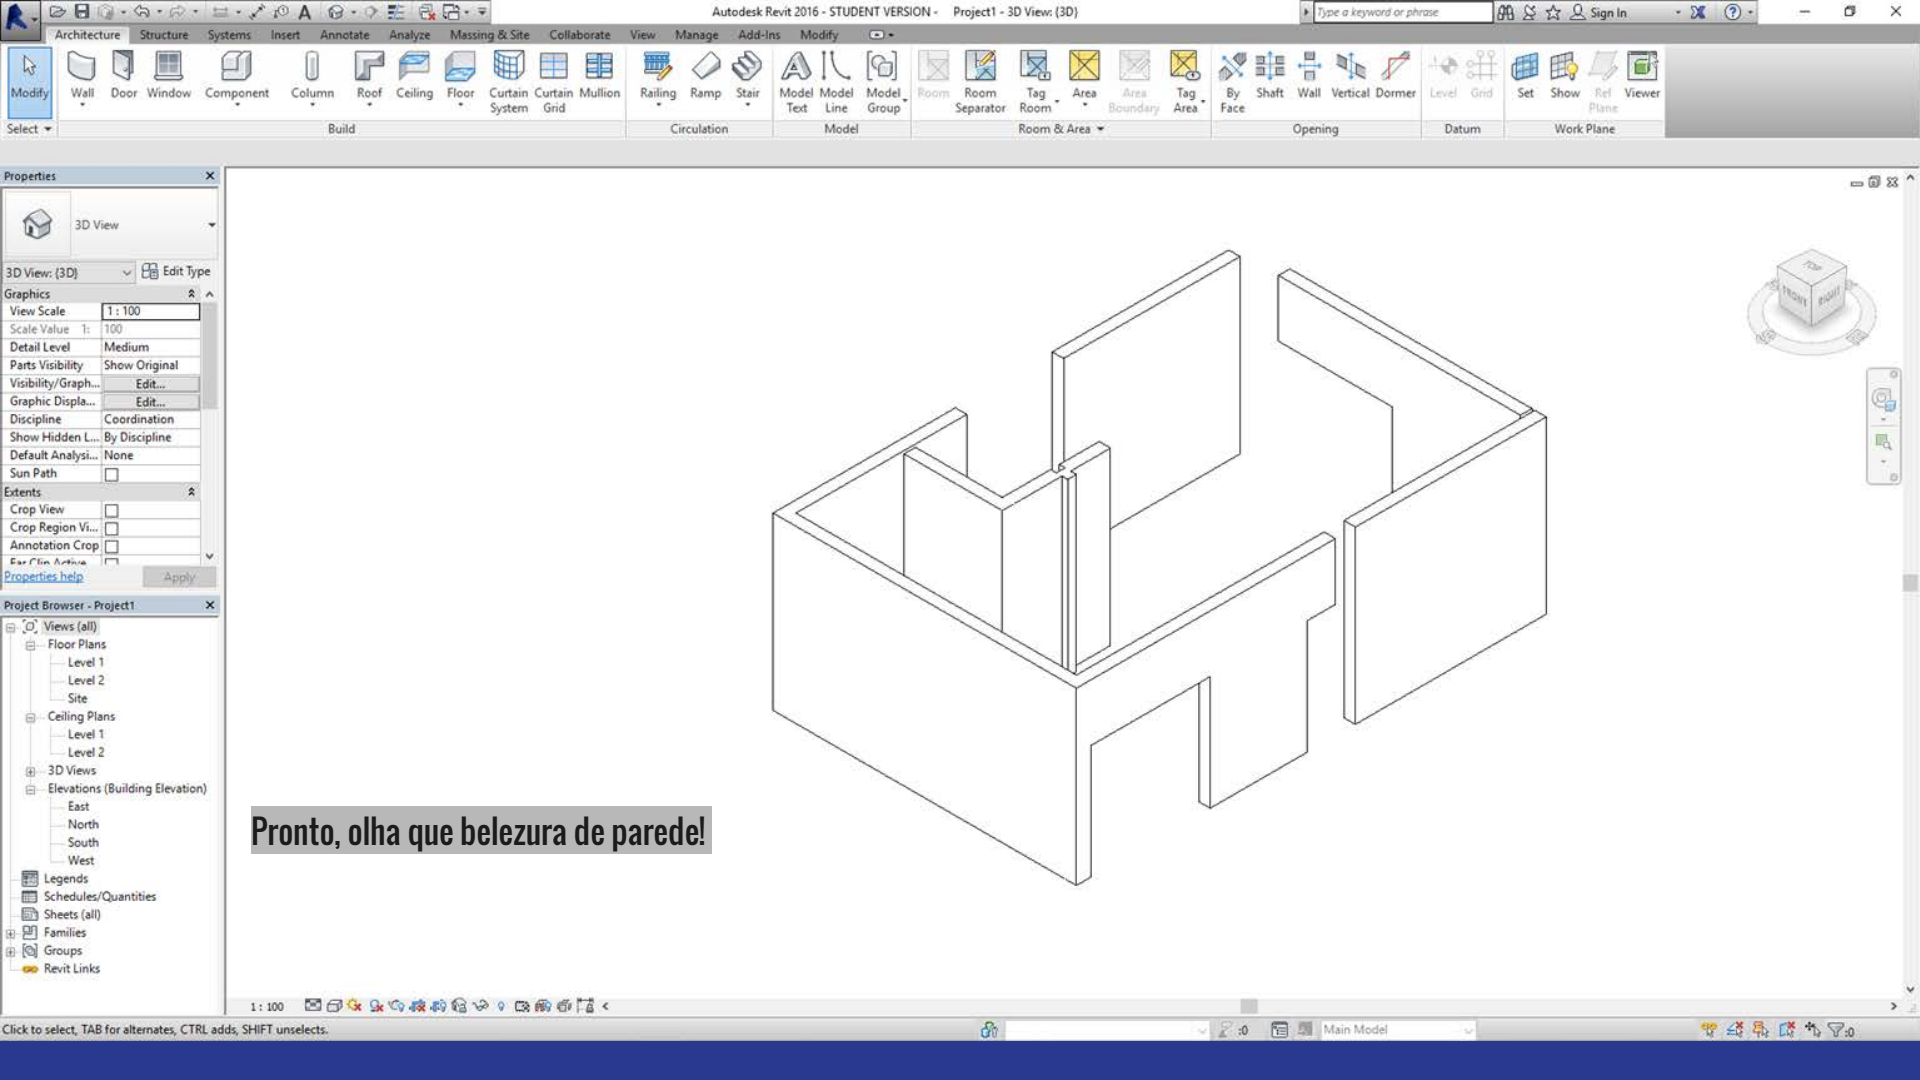 Autodesk Revit 2016 - STUDENT VERSION - Project1 - 3D View: {3D}
Type a keyword or phrase
Sign In
Architecture Structure Systems Insert Annotate Analyze Massing & Site Collaborate View Manage Add-Ins Modify
Modify Wall Door Window Component Column Roof Ceiling Floor Curtain System Curtain Grid Mullion Railing Ramp Stair Model Text Model Line Model Group Room Room Separator Tag Room Area Area Boundary Tag Area By Face Shaft Wall Vertical Dormer Level Grid Set Show Ref Plane Viewer
Select Build Circulation Model Room & Area Opening Datum Work Plane
Properties
3D View
3D View: {3D} Edit Type
Graphics
View Scale 1 : 100
Scale Value 1: 100
Detail Level Medium
Parts Visibility Show Original
Visibility/Graph... Edit...
Graphic Displa... Edit...
Discipline Coordination
Show Hidden L... By Discipline
Default Analysi... None
Sun Path
Extents
Crop View
Crop Region Vi...
Annotation Crop
Far Clip Active
Properties help Apply
Project Browser - Project1
Views (all)
Floor Plans
Level 1
Level 2
Site
Ceiling Plans
Level 1
Level 2
3D Views
Elevations (Building Elevation)
East
North
South
West
Legends
Schedules/Quantities
Sheets (all)
Families
Groups
Revit Links
TOP
FRONT RIGHT
Pronto, olha que belezura de parede!
1 : 100
Click to select, TAB for alternates, CTRL adds, SHIFT unselects.
:0
Main Model
:0